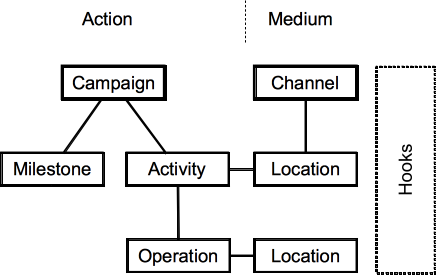 Action
Medium
Campaign
Channel
Milestone
Activity
Location
Hooks
Operation
Location